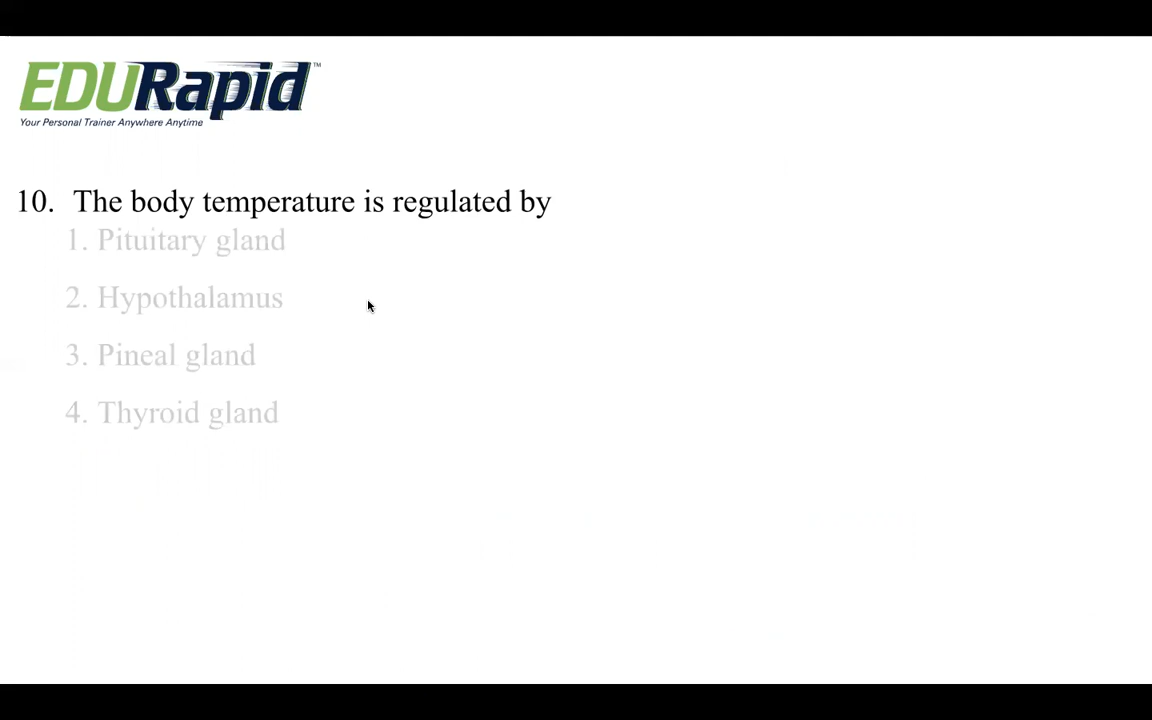 EDURapid™
Your Personal Trainer Anywhere Anytime
10. The body temperature is regulated by
1. Pituitary gland
2. Hypothalamus
3. Pineal gland
4. Thyroid gland